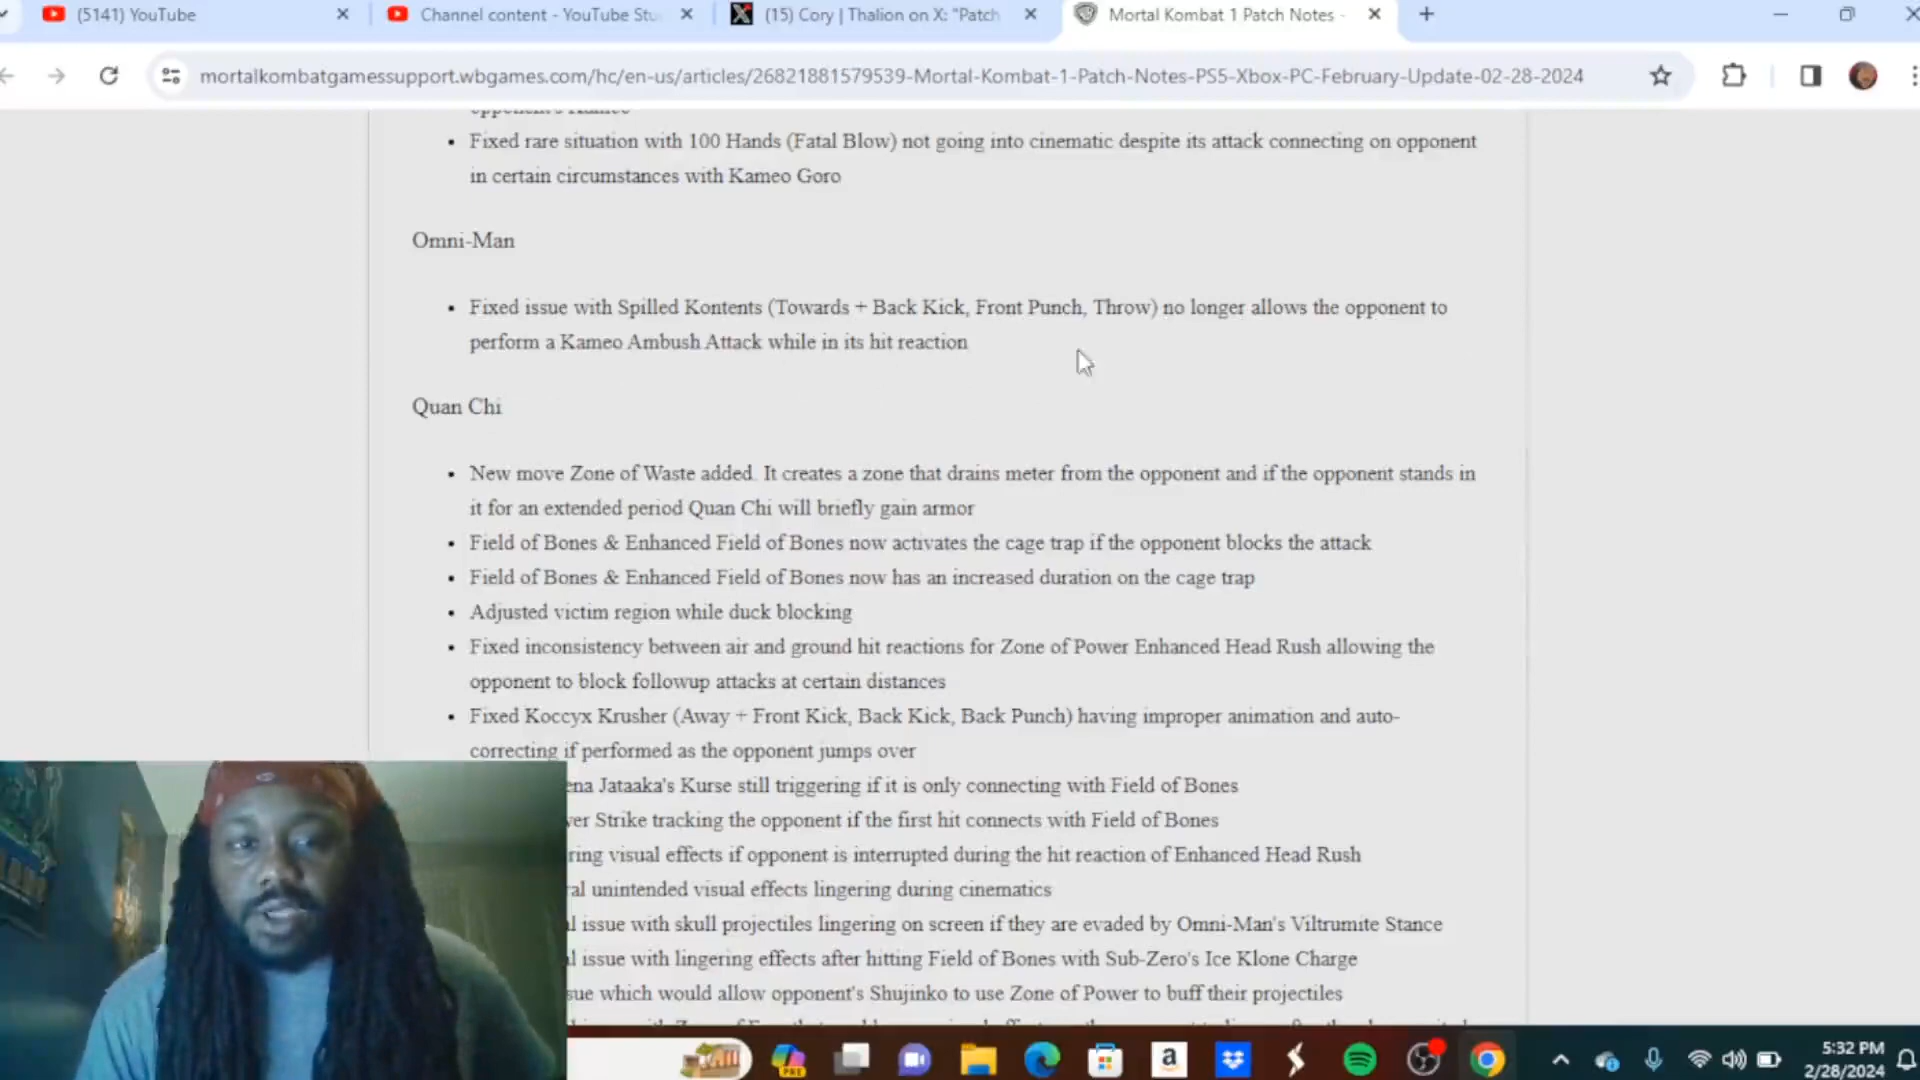 (5141) YouTube
Channel content - YouTube Stu
(15) Cory | Thalion on X: "Patch
Mortal Kombat 1 Patch Notes -
mortalkombatgamessupport.wbgames.com/hc/en-us/articles/26821881579539-Mortal-Kombat-1-Patch-Notes-PS5-Xbox-PC-February-Update-02-28-2024
opponent's Kameo
• Fixed rare situation with 100 Hands (Fatal Blow) not going into cinematic despite its attack connecting on opponent
in certain circumstances with Kameo Goro
Omni-Man
• Fixed issue with Spilled Kontents (Towards + Back Kick, Front Punch, Throw) no longer allows the opponent to
perform a Kameo Ambush Attack while in its hit reaction
Quan Chi
• New move Zone of Waste added. It creates a zone that drains meter from the opponent and if the opponent stands in
it for an extended period Quan Chi will briefly gain armor
• Field of Bones & Enhanced Field of Bones now activates the cage trap if the opponent blocks the attack
• Field of Bones & Enhanced Field of Bones now has an increased duration on the cage trap
• Adjusted victim region while duck blocking
• Fixed inconsistency between air and ground hit reactions for Zone of Power Enhanced Head Rush allowing the
opponent to block followup attacks at certain distances
• Fixed Koccyx Krusher (Away + Front Kick, Back Kick, Back Punch) having improper animation and auto-
correcting if performed as the opponent jumps over
ena Jataaka's Kurse still triggering if it is only connecting with Field of Bones
ver Strike tracking the opponent if the first hit connects with Field of Bones
ring visual effects if opponent is interrupted during the hit reaction of Enhanced Head Rush
al unintended visual effects lingering during cinematics
l issue with skull projectiles lingering on screen if they are evaded by Omni-Man's Viltrumite Stance
l issue with lingering effects after hitting Field of Bones with Sub-Zero's Ice Klone Charge
sue which would allow opponent's Shujinko to use Zone of Power to buff their projectiles
PRE
a
5:32 PM
2/28/2024